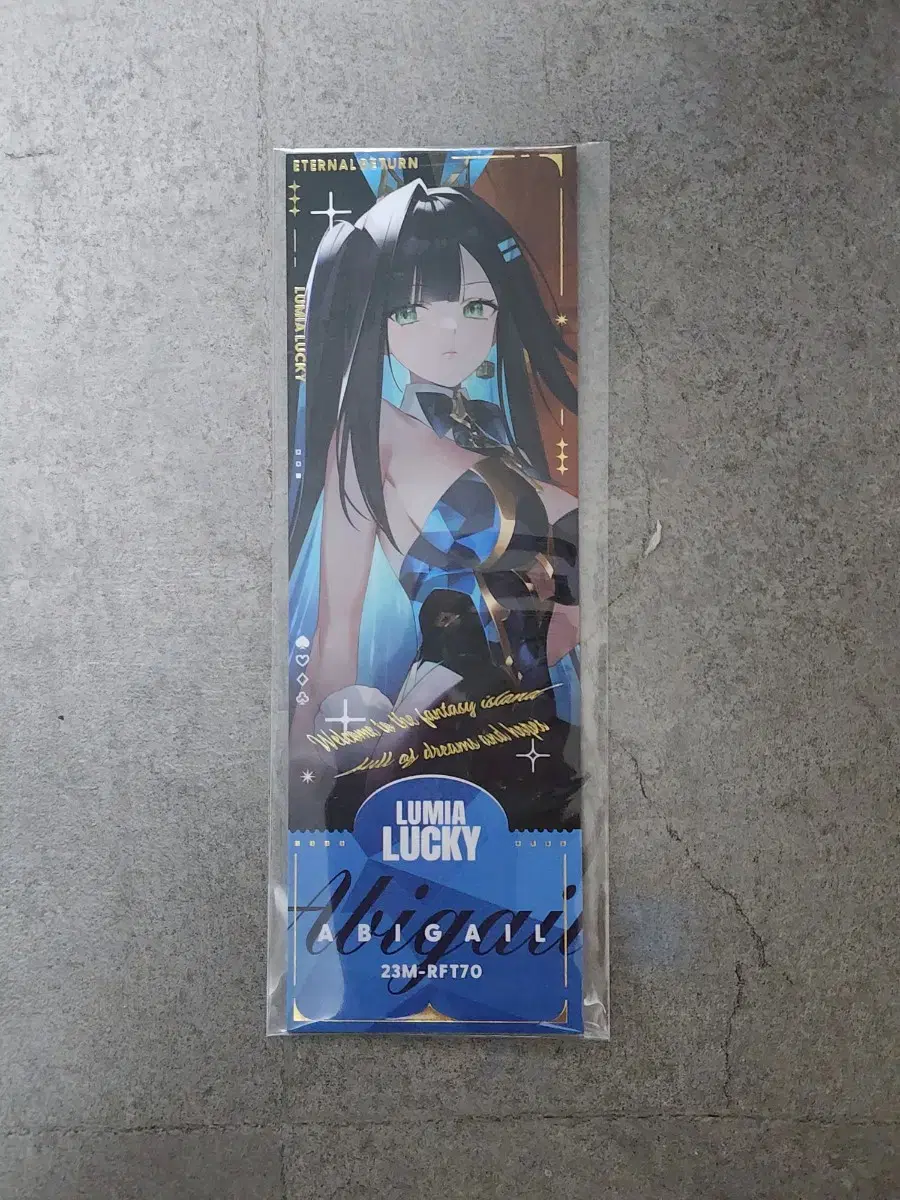 ETERNAL RETURN
LUMIA LUCKY
Welcome to the fantasy island
full of dreams and hopes
LUMIA
LUCKY
Abigail
ABIGAIL
23M-RFT70